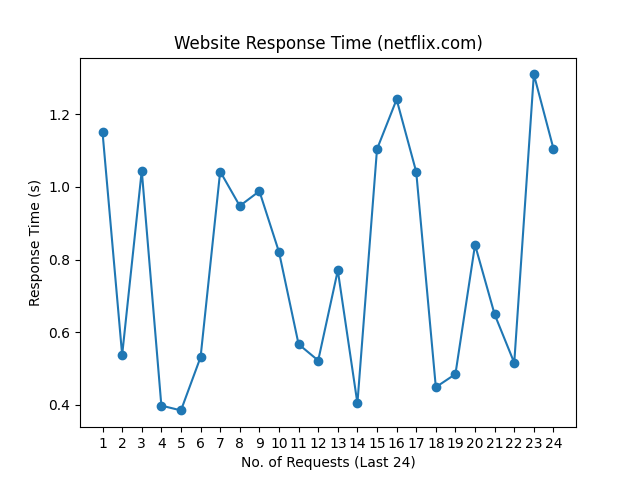 Website Response Time (netflix.com)
Response Time (s)
1.2
1.0
0.8
0.6
0.4
1 2 3 4 5 6 7 8 9 10 11 12 13 14 15 16 17 18 19 20 21 22 23 24
No. of Requests (Last 24)